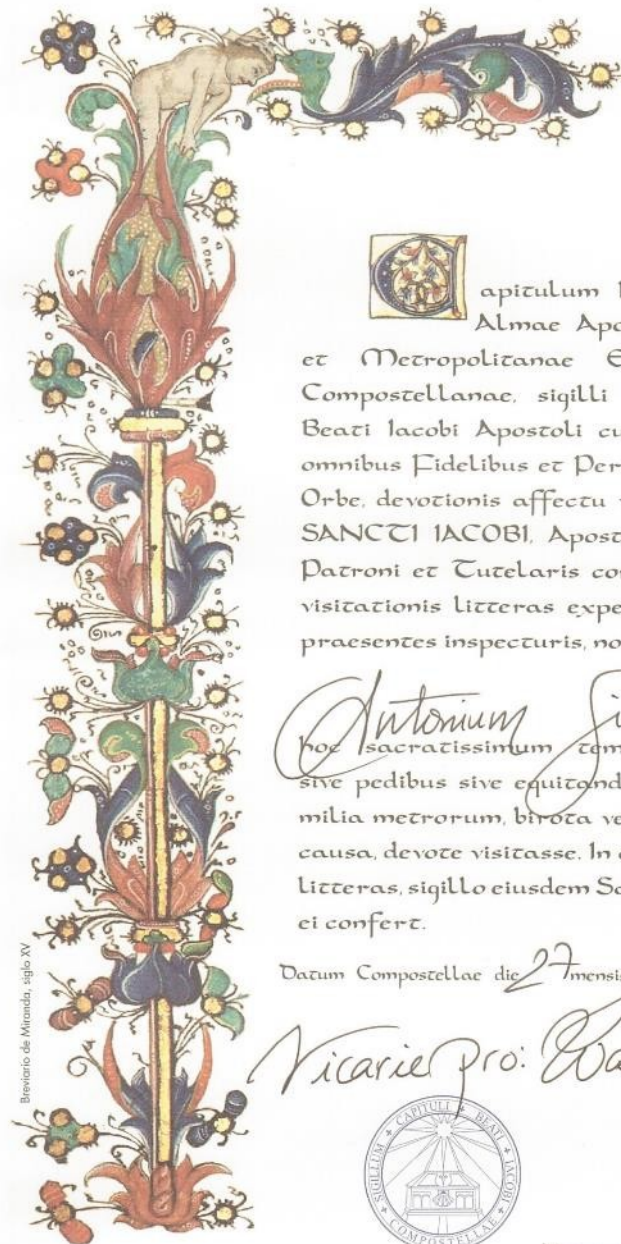 Capitulum
Almae Apo
et Metropolitanae E
Compostellanae, sigilli
Beati Iacobi Apostoli cu
omnibus Fidelibus et Per
Orbe, devotionis affectu
SANCTI IACOBI, Apost
Patroni et Tutelaris co
visitationis litteras expe
praesentes inspecturis, no
Antonium Si
hoc sacratissimum tem
sive pedibus sive equitand
milia metrorum, birota ve
causa, devote visitasse. In
litteras, sigillo eiusdem Sa
ei confert.
Datum Compostellae die 27 mensis
Vicarie pro:
SIGILLUM CAPITULI BEATI IACOBI COMPOSTELLAE
Breviario de Miranda, siglo XV